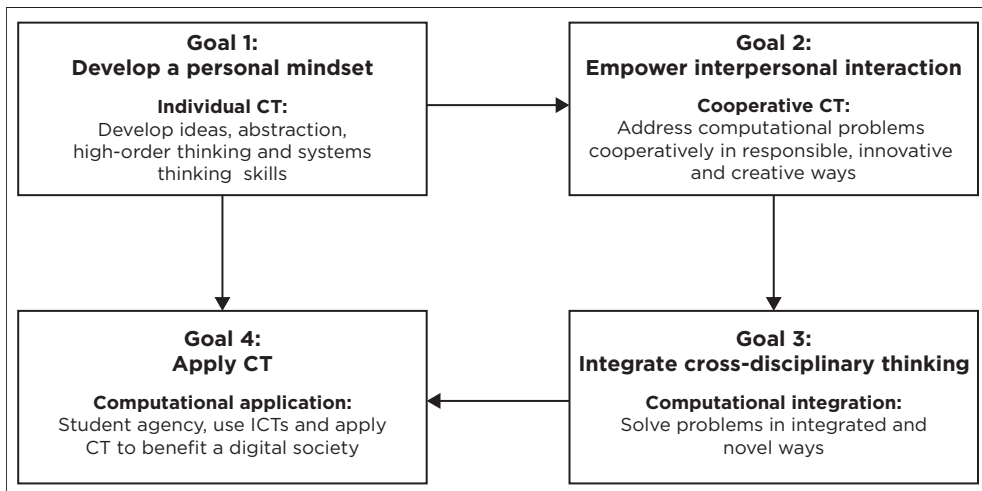 Goal 1:
Develop a personal mindset
Individual CT:
Develop ideas, abstraction,
high-order thinking and systems
thinking skills
Goal 2:
Empower interpersonal interaction
Cooperative CT:
Address computational problems
cooperatively in responsible, innovative
and creative ways
Goal 4:
Apply CT
Computational application:
Student agency, use ICTs and apply
CT to benefit a digital society
Goal 3:
Integrate cross-disciplinary thinking
Computational integration:
Solve problems in integrated and
novel ways